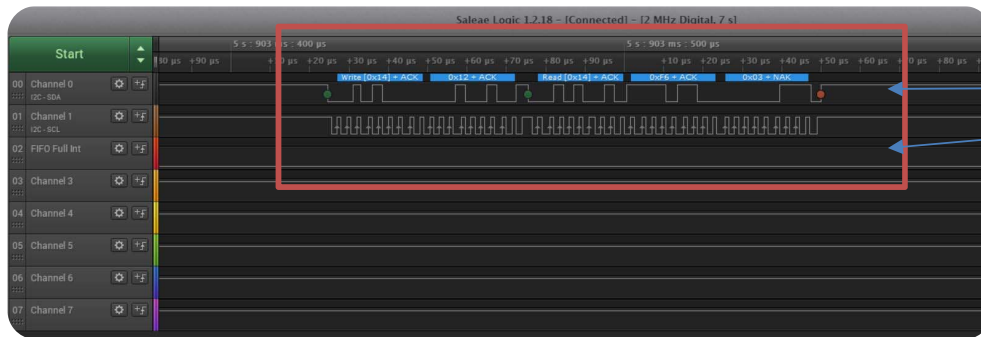 Saleae Logic 1.2.18 - [Connected] - [2 MHz Digital, 7 s]
Start
5 s : 903 ms : 400 µs
5 s : 903 ms : 500 µs
+90 µs
+20 µs +30 µs +40 µs +50 µs +60 µs +70 µs +80 µs +90 µs
+10 µs +20 µs +30 µs +40 µs +50 µs +60 µs +70 µs +80 µs
00 Channel 0
I2C - SDA
Write [0x14] + ACK
0x12 + ACK
Read [0x14] + ACK
0xF6 + ACK
0x03 + NAK
01 Channel 1
I2C - SCL
02 FIFO Full Int
03 Channel 3
04 Channel 4
05 Channel 5
06 Channel 6
07 Channel 7